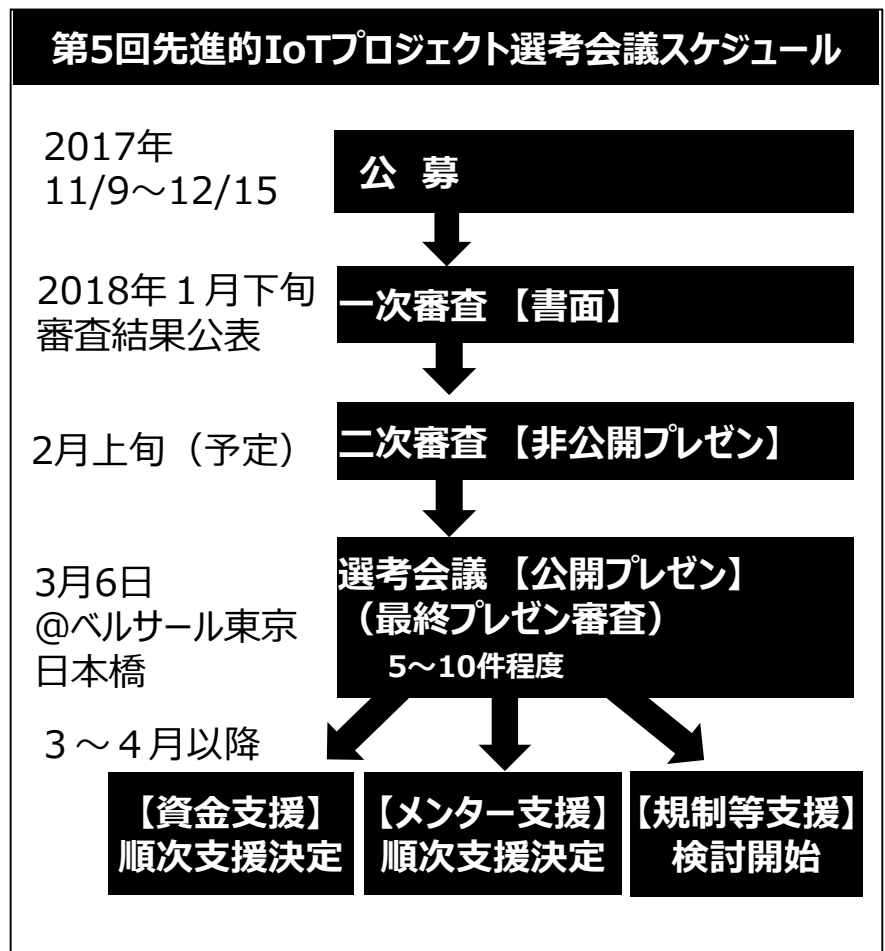 第5回先進的IoTプロジェクト選考会議スケジュール
2017年
11/9～12/15
公 募
2018年１月下旬
審査結果公表
一次審査 【書面】
2月上旬（予定）
二次審査 【非公開プレゼン】
3月6日
@ベルサール東京
日本橋
選考会議 【公開プレゼン】
（最終プレゼン審査）
5～10件程度
３～４月以降
【資金支援】
順次支援決定
【メンター支援】
順次支援決定
【規制等支援】
検討開始